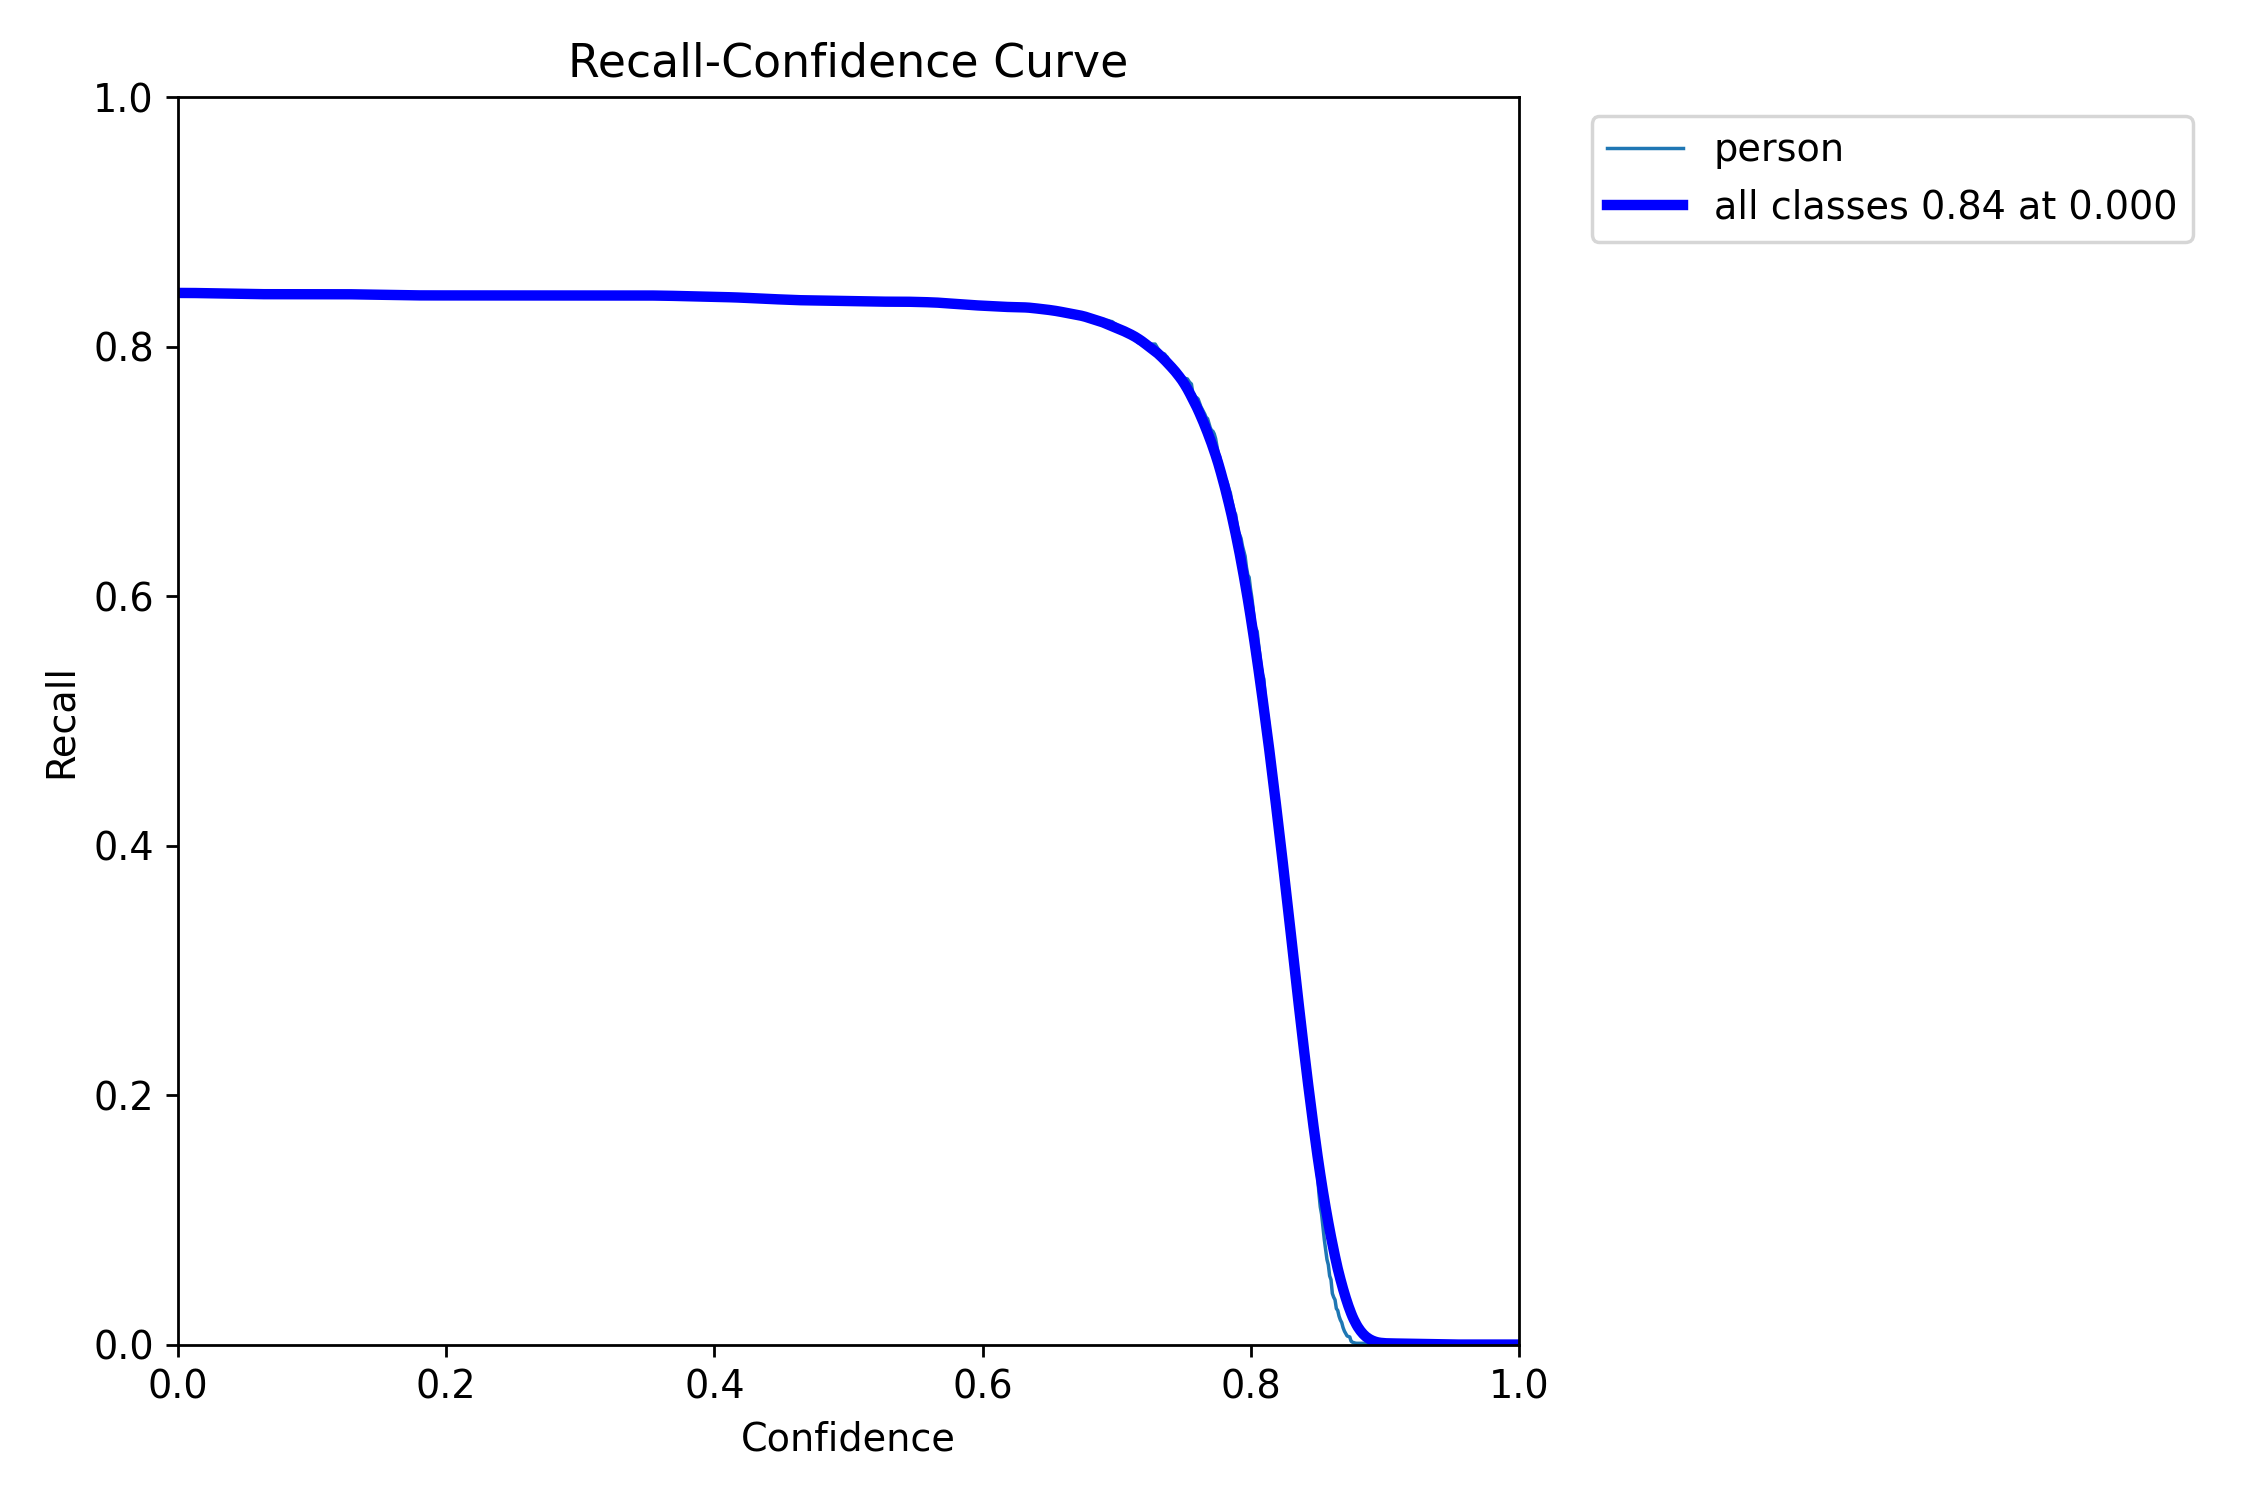 Recall-Confidence Curve
1.0
0.8
0.6
0.4
0.2
0.0
Recall
0.0 0.2 0.4 0.6 0.8 1.0
Confidence
person
all classes 0.84 at 0.000